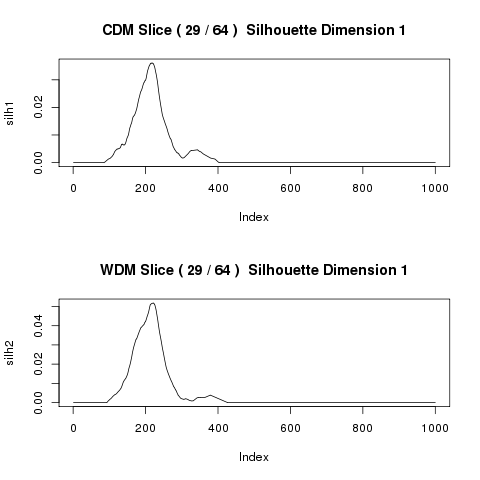 CDM Slice ( 29 / 64 )  Silhouette Dimension 1
silh1
0.00 0.02
0 200 400 600 800 1000
Index
WDM Slice ( 29 / 64 )  Silhouette Dimension 1
silh2
0.00 0.02 0.04
0 200 400 600 800 1000
Index